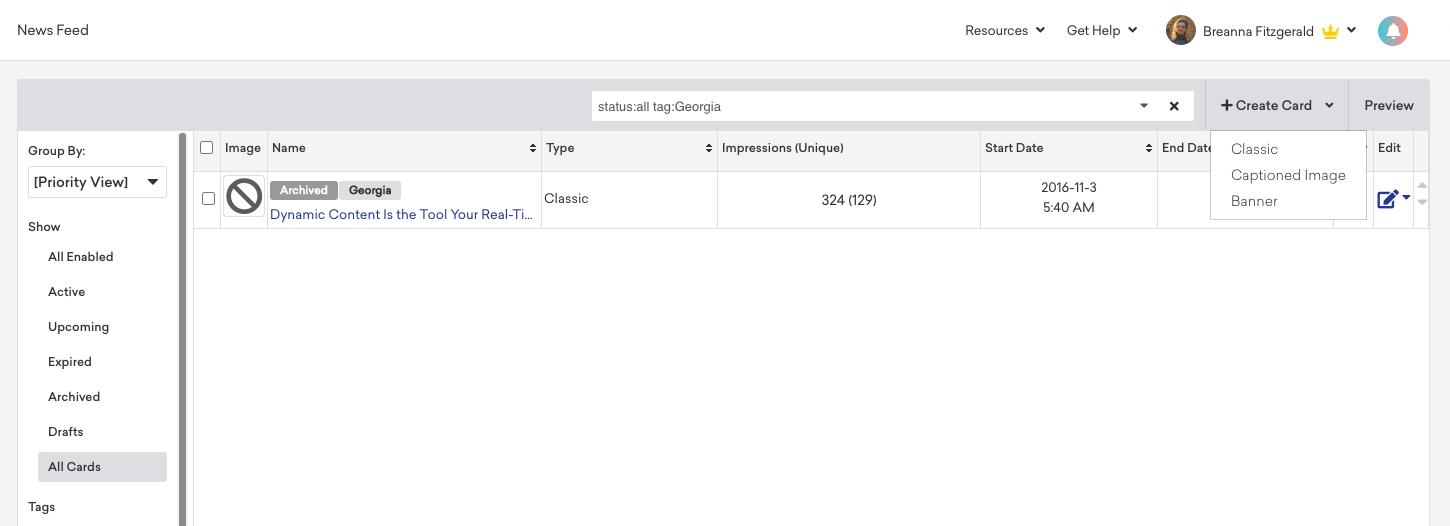 News Feed
Resources
Get Help
Breanna Fitzgerald
status:all tag:Georgia
Create Card
Preview
Classic
Captioned Image
Banner
Group By:
[Priority View]
Show
All Enabled
Active
Upcoming
Expired
Archived
Drafts
All Cards
Tags
Image
Name
Type
Impressions (Unique)
Start Date
End Date
Edit
Archived
Georgia
Dynamic Content Is the Tool Your Real-Ti...
Classic
324 (129)
2016-11-3
5:40 AM